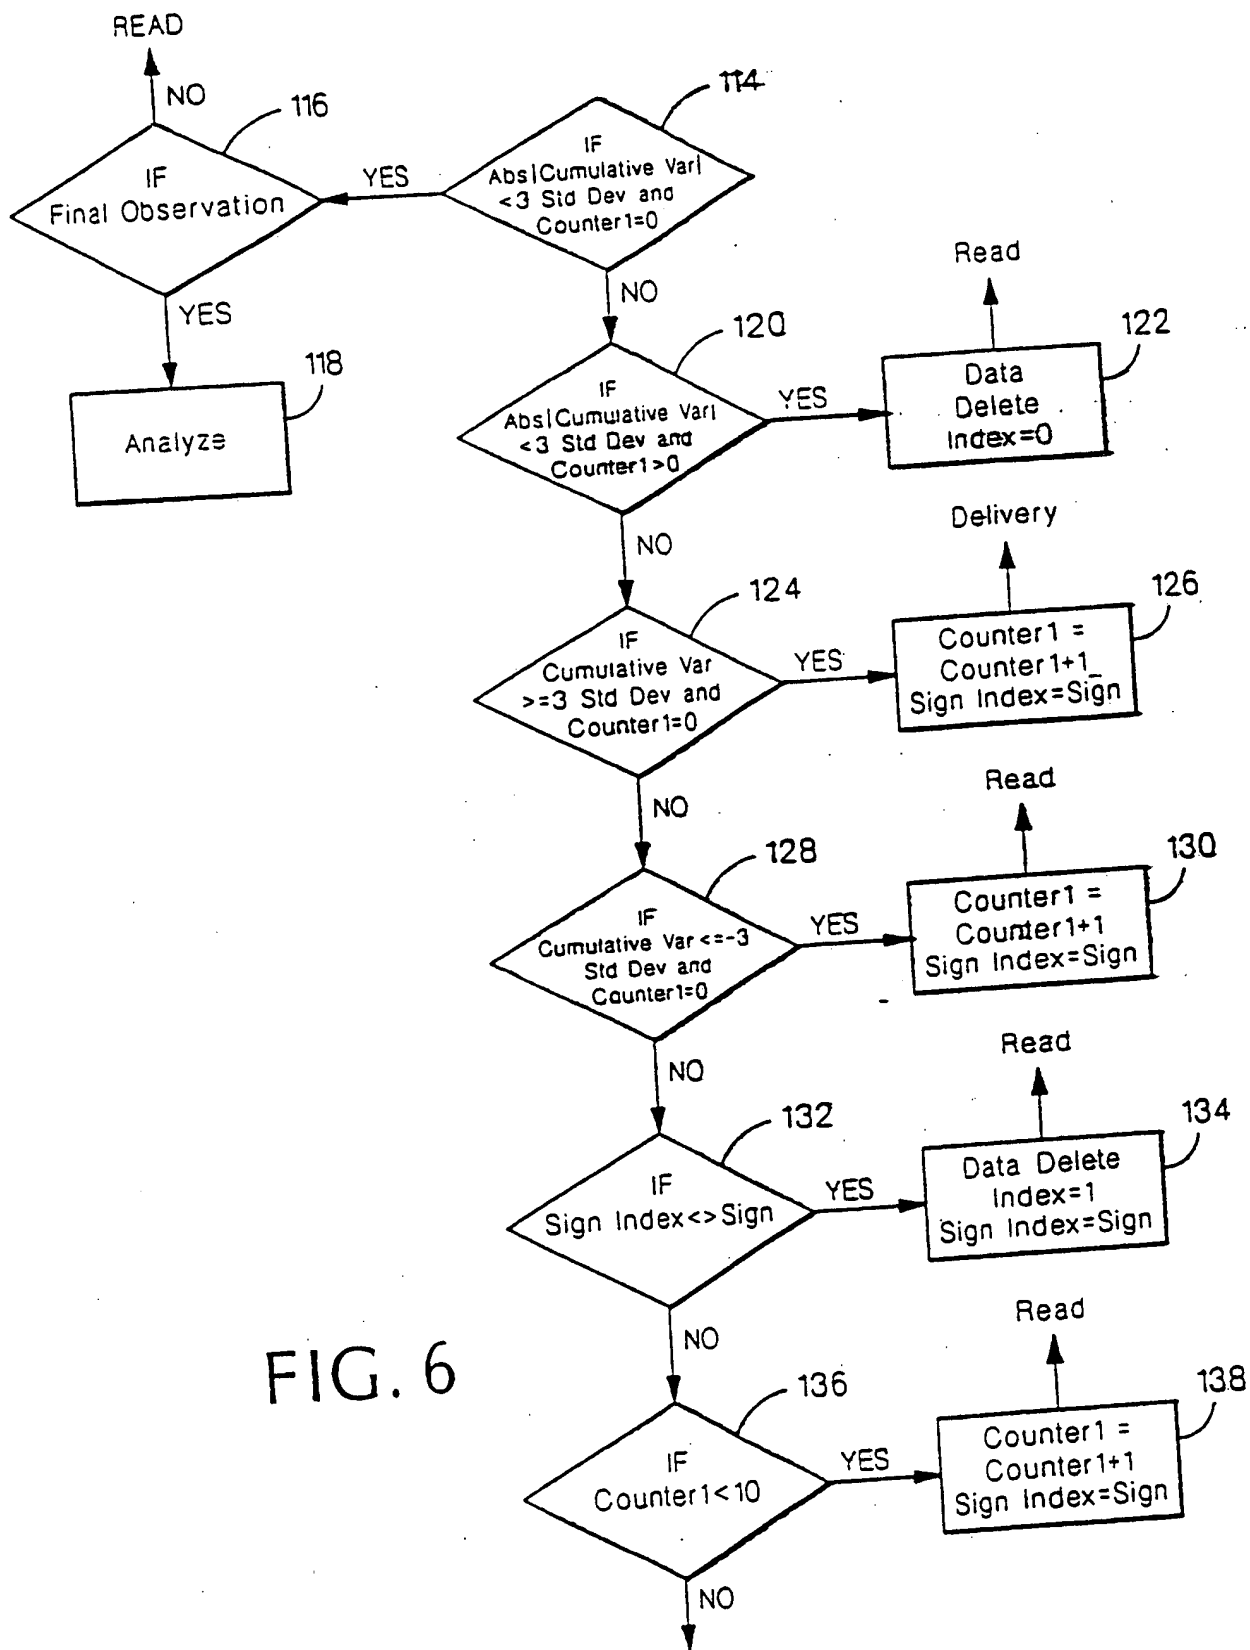 READ
NO
116
IF
Final Observation
YES
118
Analyze
YES
114
IF
Abs|Cumulative Var|
<3 Std Dev and
Counter1=0
NO
120
IF
Abs|Cumulative Var|
<3 Std Dev and
Counter1>0
YES
Read
122
Data
Delete
Index=0
NO
124
IF
Cumulative Var
>=3 Std Dev and
Counter1=0
YES
Delivery
126
Counter1 =
Counter1+1
Sign Index=Sign
NO
128
IF
Cumulative Var<=-3
Std Dev and
Counter1=0
YES
Read
130
Counter1 =
Counter1+1
Sign Index=Sign
NO
132
IF
Sign Index<>Sign
YES
Read
134
Data Delete
Index=1
Sign Index=Sign
NO
136
IF
Counter1<10
YES
Read
138
Counter1 =
Counter1+1
Sign Index=Sign
NO
FIG. 6